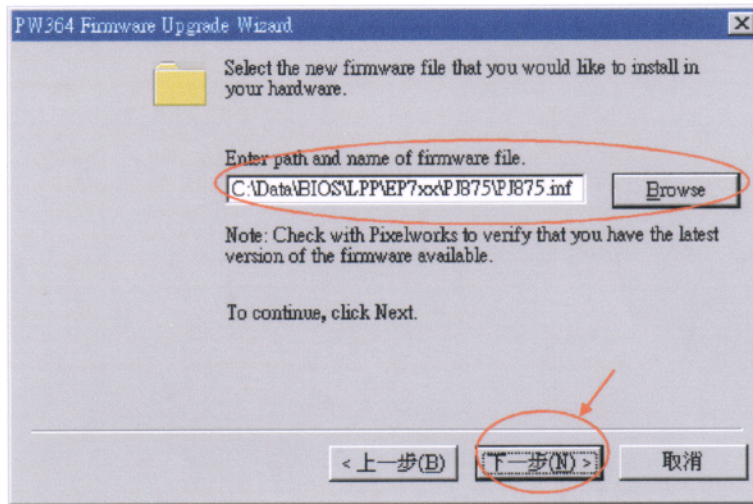 PW364 Firmware Upgrade Wizard
Select the new firmware file that you would like to install in
your hardware.
Enter path and name of firmware file.
C:\Data\BIOS\LPP\EP7xx\PJ875\PJ875.inf
Browse
Note: Check with Pixelworks to verify that you have the latest
version of the firmware available.
To continue, click Next.
< 上一步(B)
下一步(N) >
取消